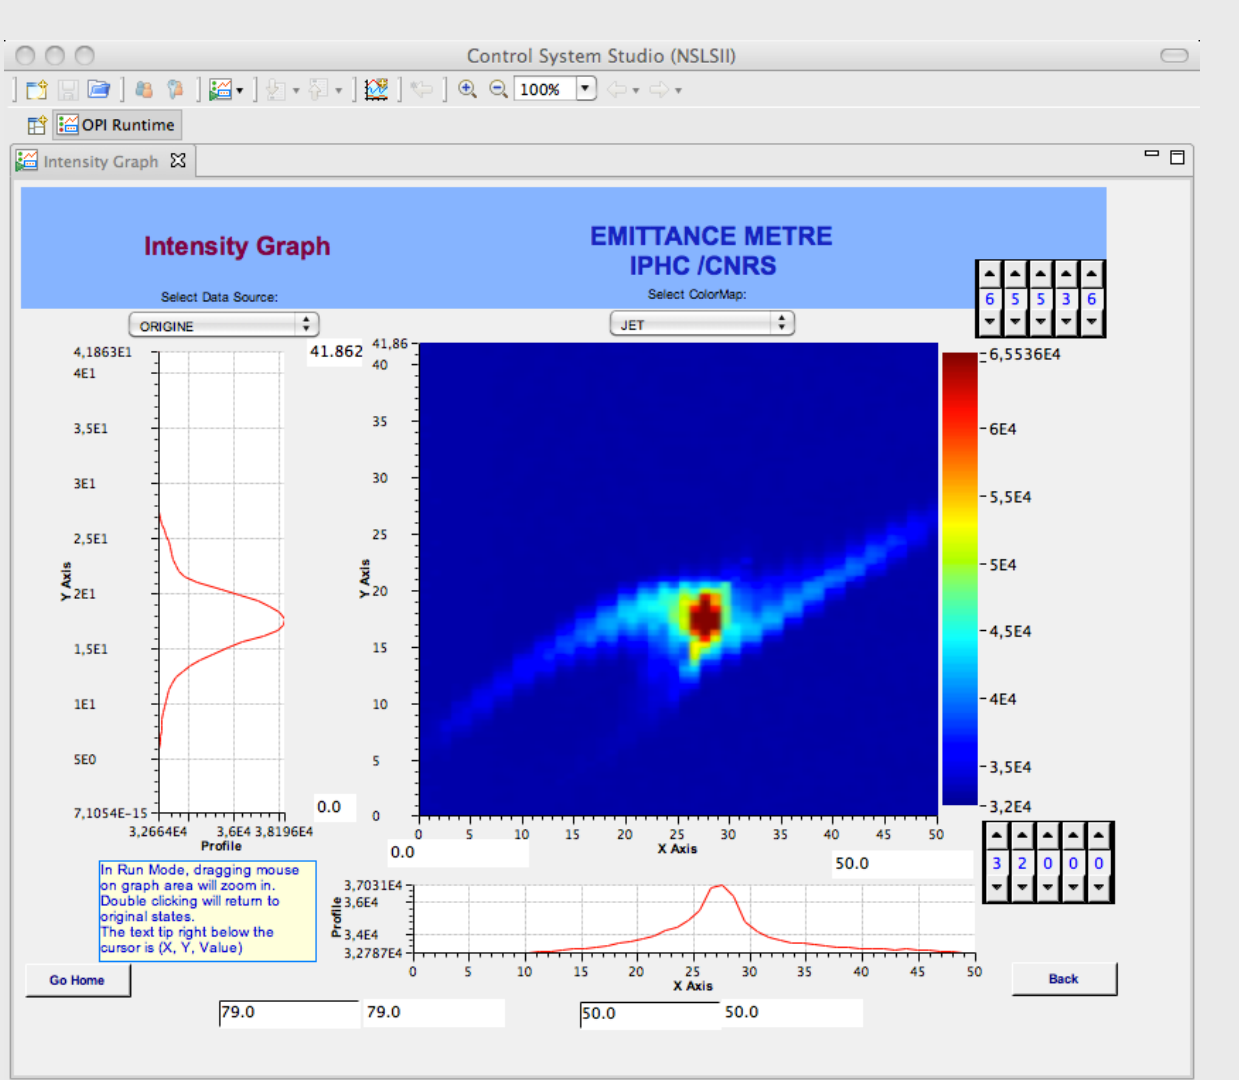 Control System Studio (NSLSII)
100%
OPI Runtime
Intensity Graph
Intensity Graph
EMITTANCE METRE
IPHC /CNRS
Select Data Source:
Select ColorMap:
ORIGINE
JET
6 5 5 3 6
4,1863E1
4E1
3,5E1
3E1
2,5E1
2E1
1,5E1
1E1
5E0
7,1054E-15
Y Axis
3,2664E4 3,6E4 3,8196E4
Profile
41.862
0.0
41,86
40
35
30
25
20
15
10
5
0
Y Axis
0 5 10 15 20 25 30 35 40 45 50
X Axis
0.0
50.0
6,5536E4
6E4
5,5E4
5E4
4,5E4
4E4
3,5E4
3,2E4
3 2 0 0 0
In Run Mode, dragging mouse
on graph area will zoom in.
Double clicking will return to
original states.
The text tip right below the
cursor is (X, Y, Value)
3,7031E4
3,6E4
3,4E4
3,2787E4
Profile
0 5 10 15 20 25 30 35 40 45 50
X Axis
Go Home
Back
79.0 79.0 50.0 50.0